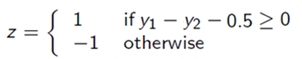 z = { 1 if y1 − y2 − 0.5 ≥ 0
−1 otherwise